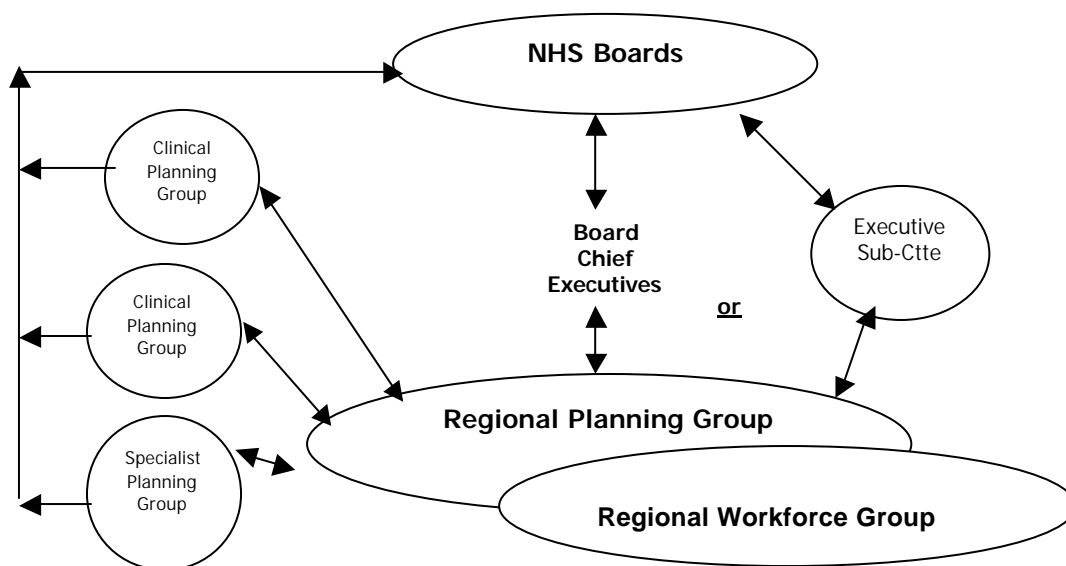 NHS Boards
Clinical
Planning
Group
Board
Chief
Executives
Executive
Sub-Ctte
or
Clinical
Planning
Group
Regional Planning Group
Specialist
Planning
Group
Regional Workforce Group